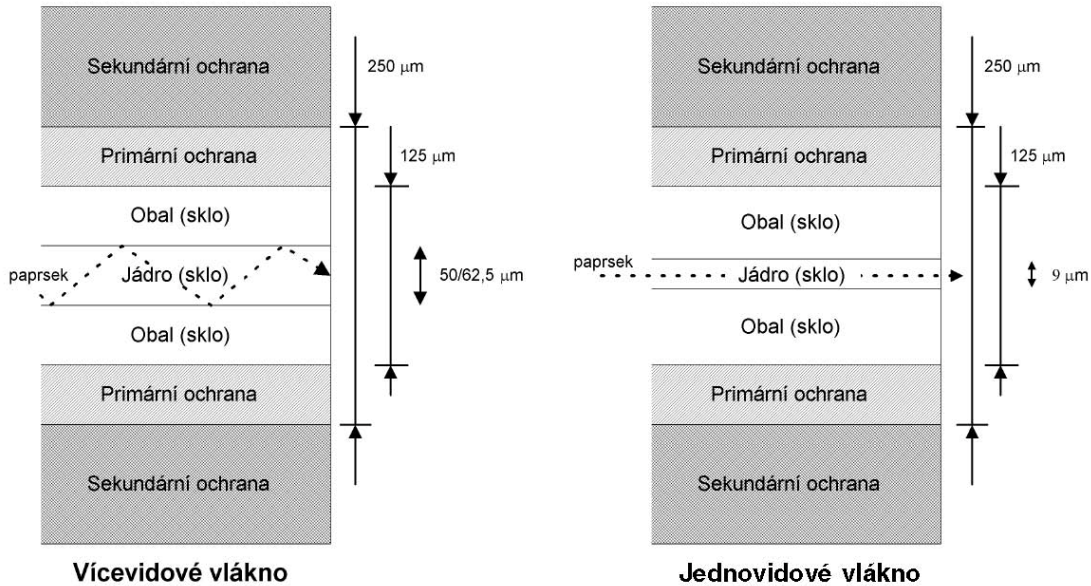 Sekundární ochrana
250 μm
Primární ochrana
125 μm
Obal (sklo)
paprsek
Jádro (sklo)
50/62,5 μm
Obal (sklo)
Primární ochrana
Sekundární ochrana
Vícevidové vlákno
Sekundární ochrana
250 μm
Primární ochrana
125 μm
Obal (sklo)
paprsek
Jádro (sklo)
9 μm
Obal (sklo)
Primární ochrana
Sekundární ochrana
Jednovidové vlákno